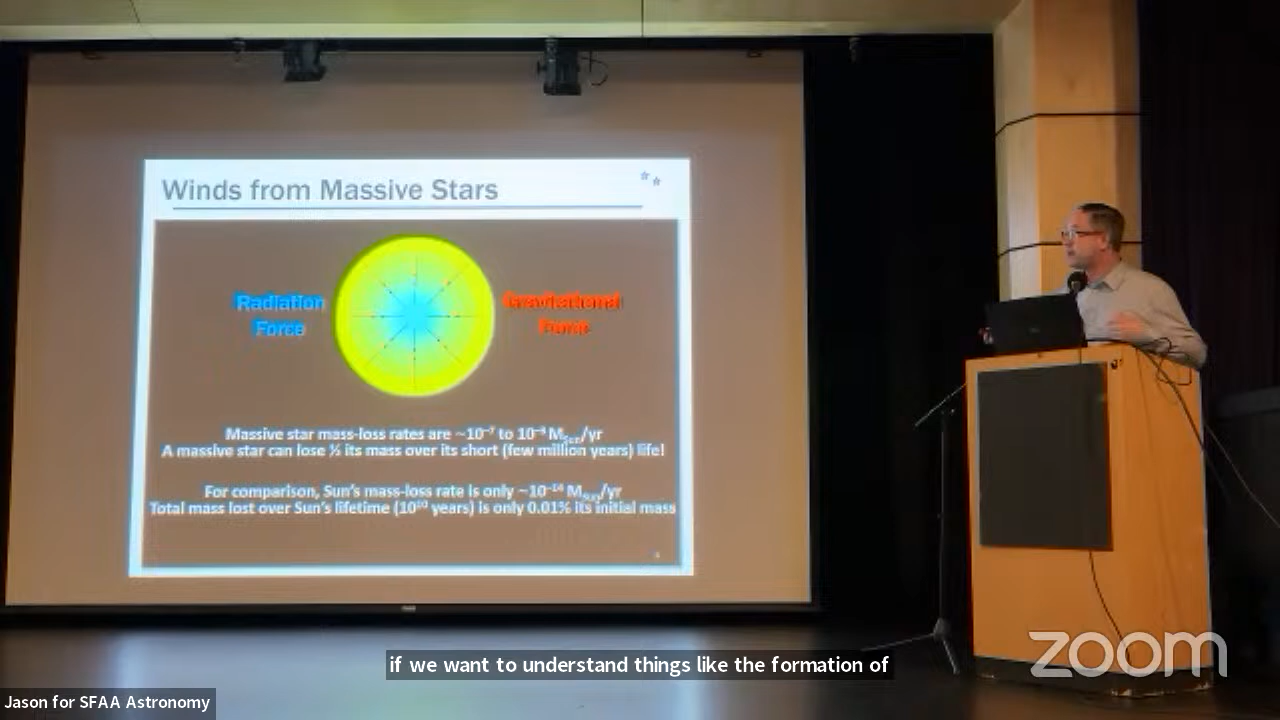 Winds from Massive Stars
Radiation
Force
Gravitational
Force
Massive star mass-loss rates are ~10⁻⁷ to 10⁻⁴ M_Sun/yr
A massive star can lose ½ its mass over its short (few million years) life!
For comparison, Sun's mass-loss rate is only ~10⁻¹⁴ M_Sun/yr
Total mass lost over Sun's lifetime (10¹⁰ years) is only 0.01% its initial mass
if we want to understand things like the formation of
zoom
Jason for SFAA Astronomy